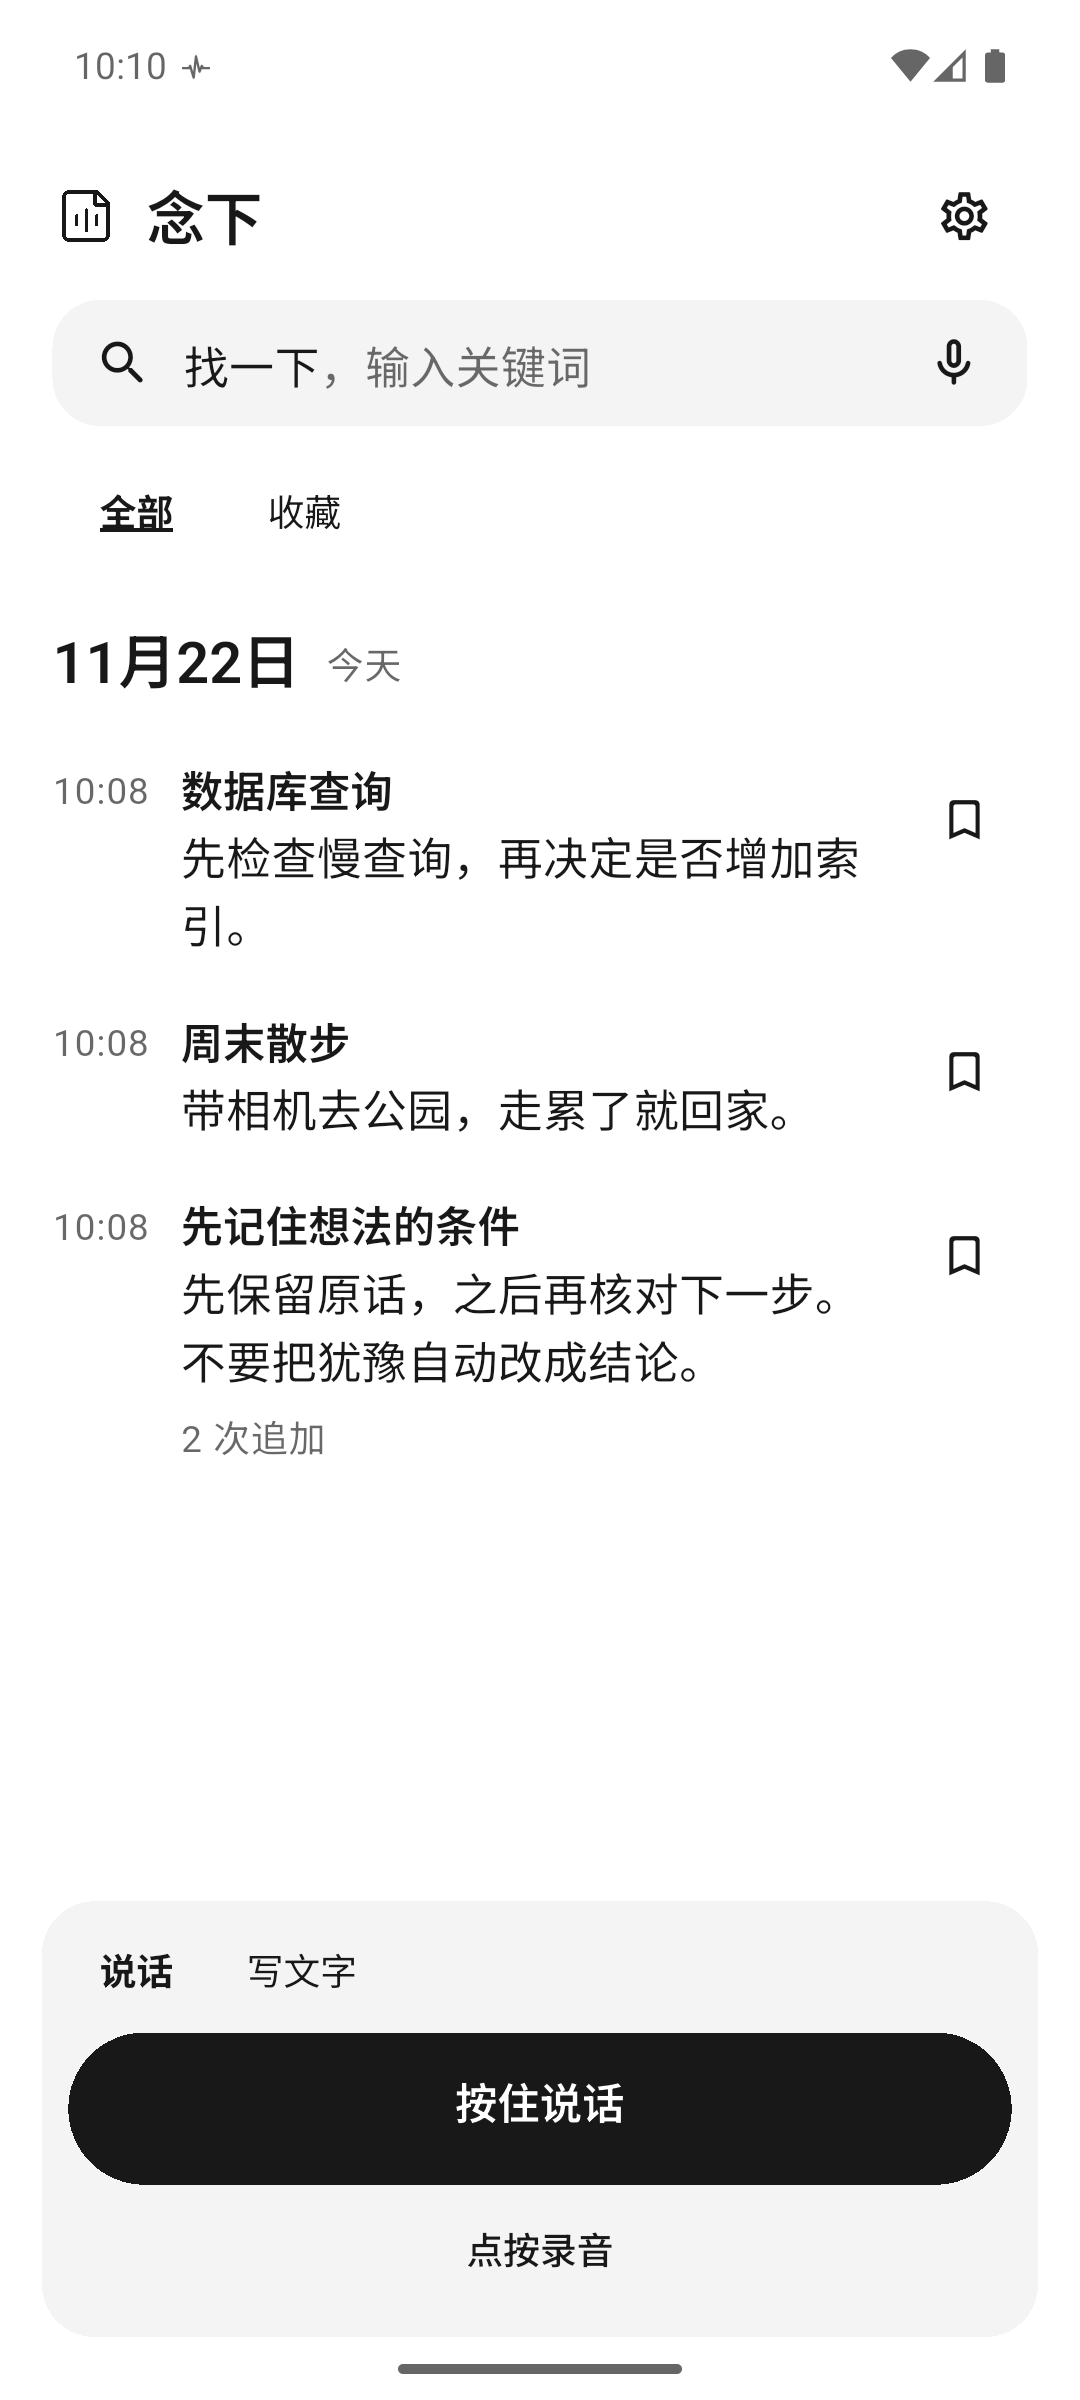 10:10
念下
找一下，输入关键词
全部 收藏
11月22日 今天
10:08 数据库查询
先检查慢查询，再决定是否增加索
引。
10:08 周末散步
带相机去公园，走累了就回家。
10:08 先记住想法的条件
先保留原话，之后再核对下一步。
不要把犹豫自动改成结论。
2 次追加
说话 写文字
按住说话
点按录音